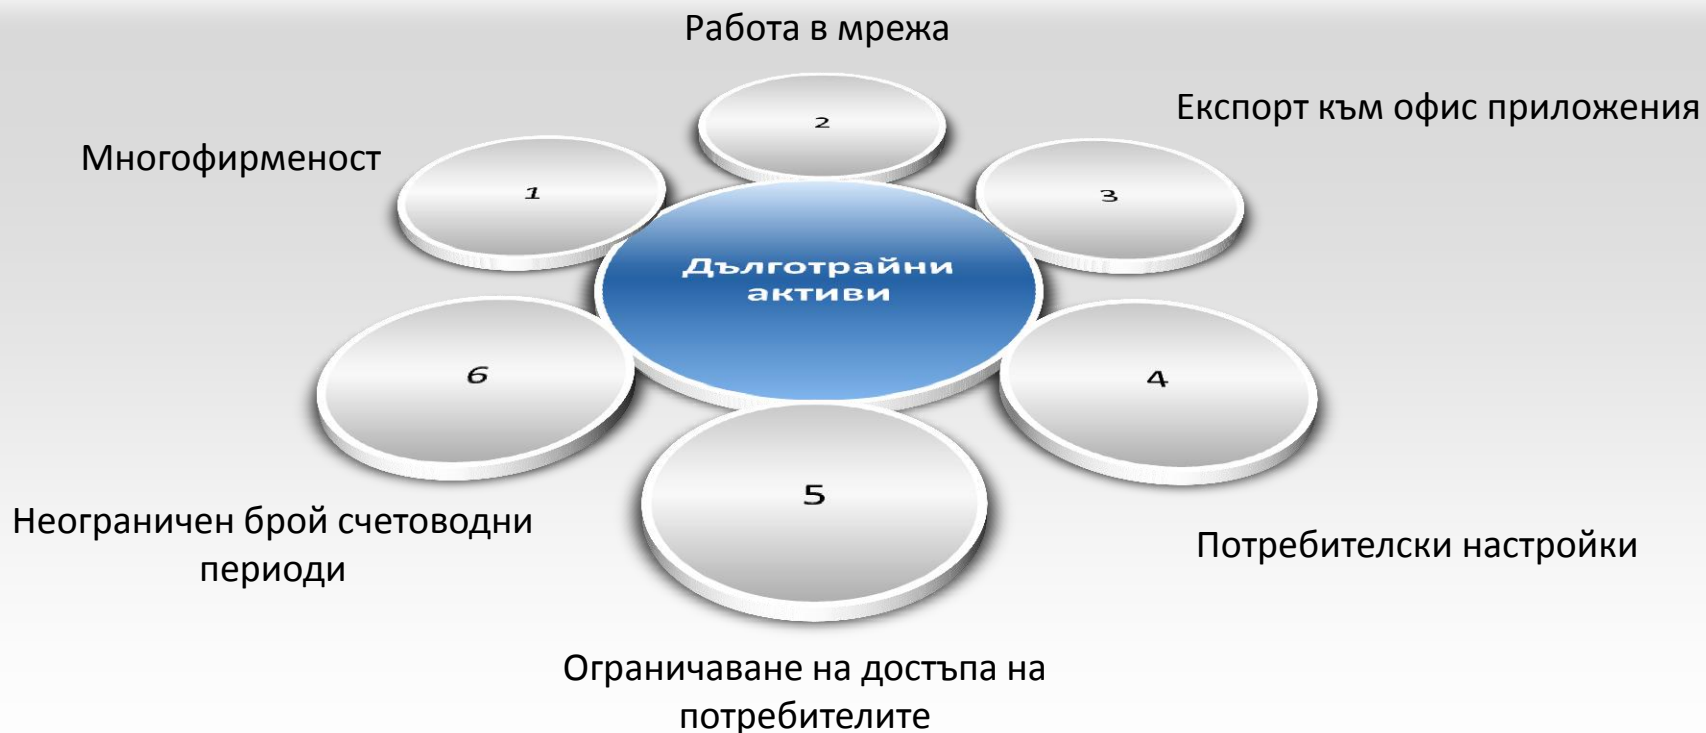 Работа в мрежа
2
Експорт към офис приложения
Многофирменост
1
3
Дълготрайни
активи
6
4
5
Неограничен брой счетоводни
периоди
Потребителски настройки
Ограничаване на достъпа на
потребителите